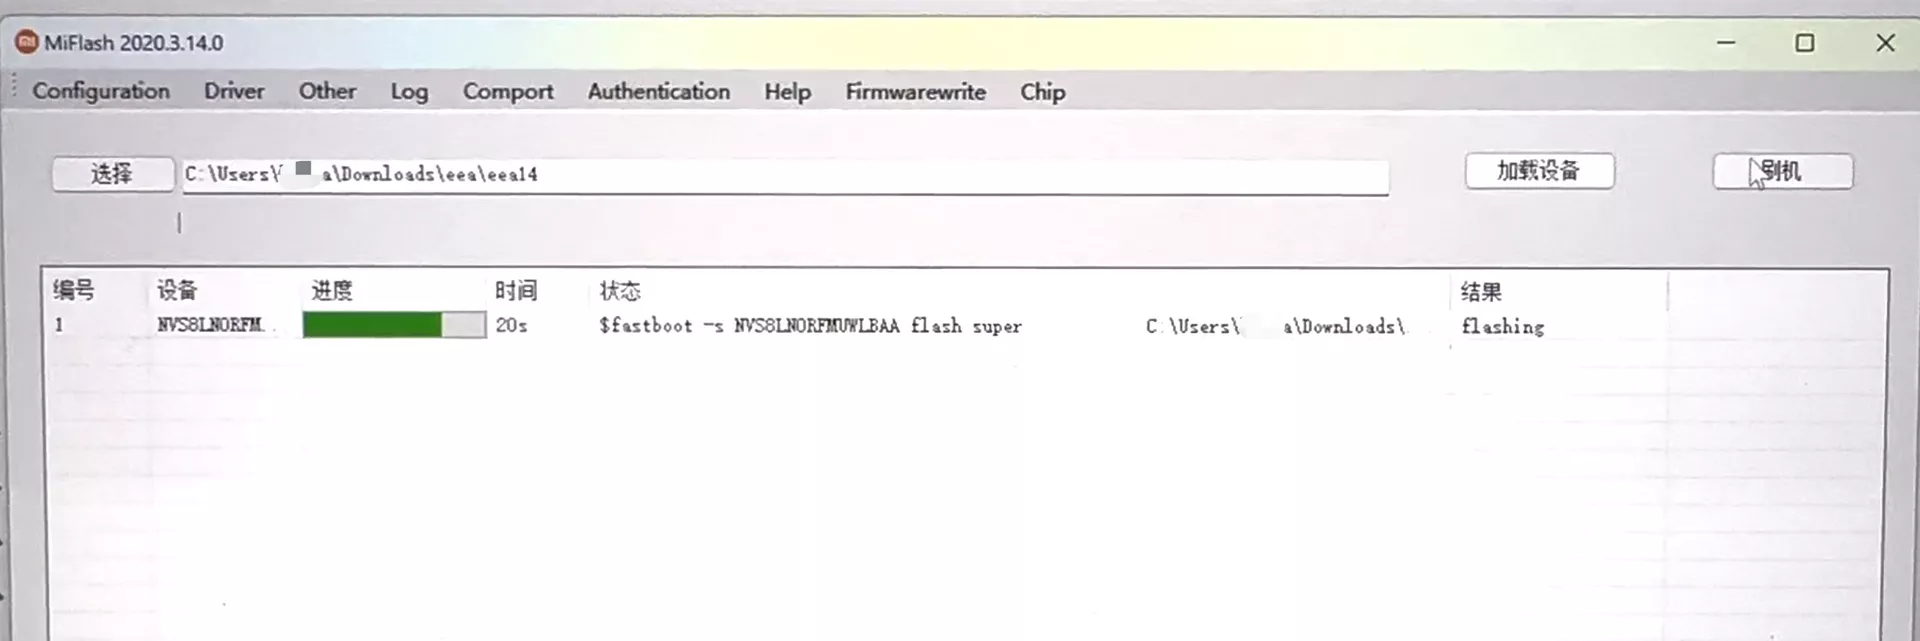 MiFlash 2020.3.14.0
Configuration Driver Other Log Comport Authentication Help Firmwarewrite Chip
选择 C:\Users\ a\Downloads\eea\eea14 加载设备 刷机
编号 设备 进度 时间 状态 结果
1 NVS8LNORFM... 20s $fastboot -s NVS8LNORFMUWLBAA flash super C:\Users\ a\Downloads\ flashing